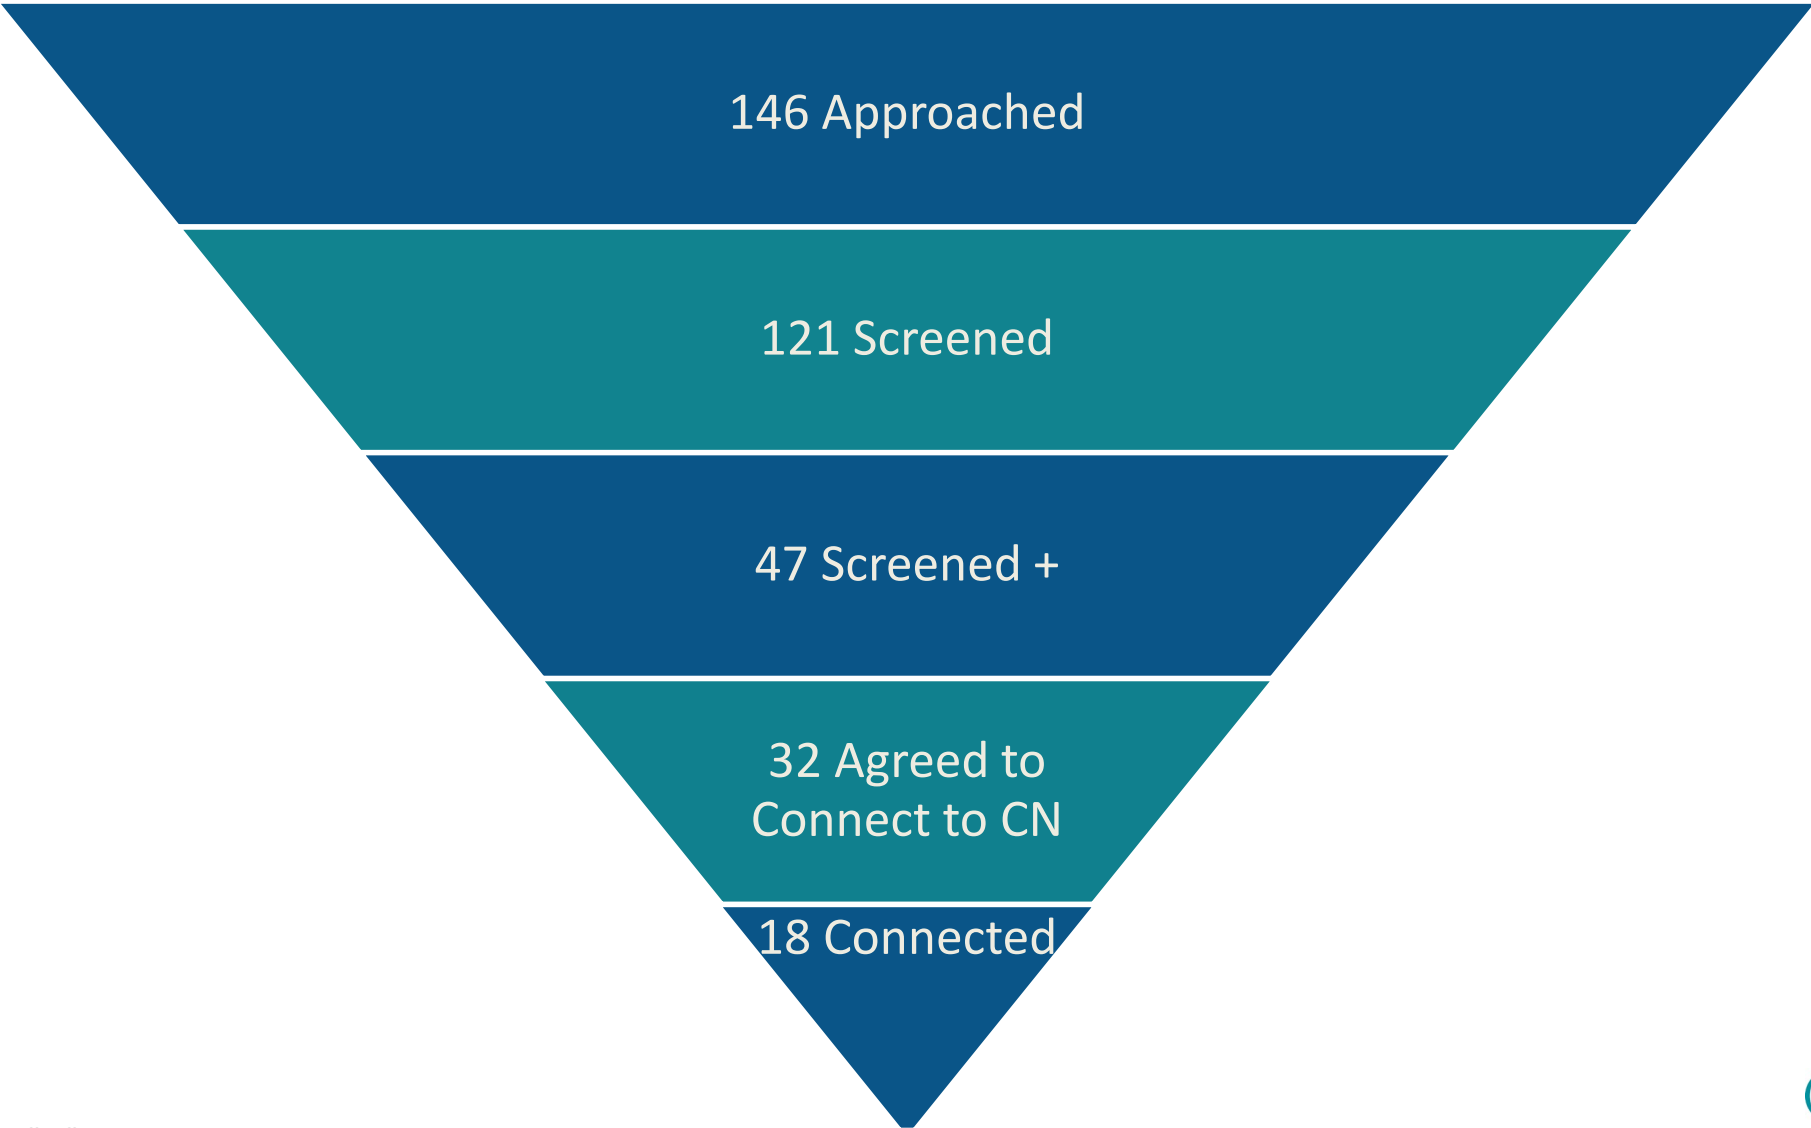 146 Approached
121 Screened
47 Screened +
32 Agreed to
Connect to CN
18 Connected